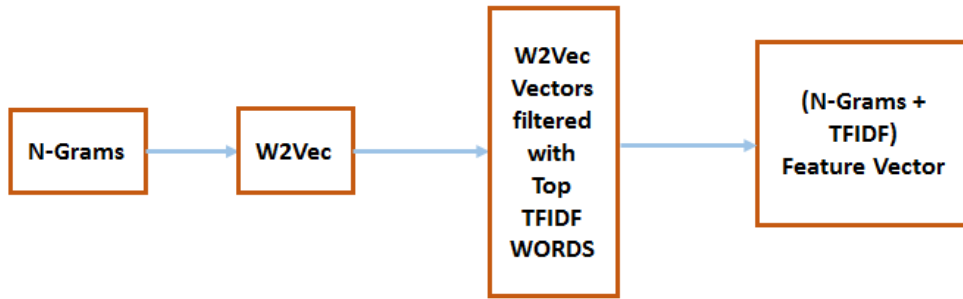 N-Grams
W2Vec
W2Vec
Vectors
filtered
with
Top
TFIDF
WORDS
(N-Grams +
TFIDF)
Feature Vector